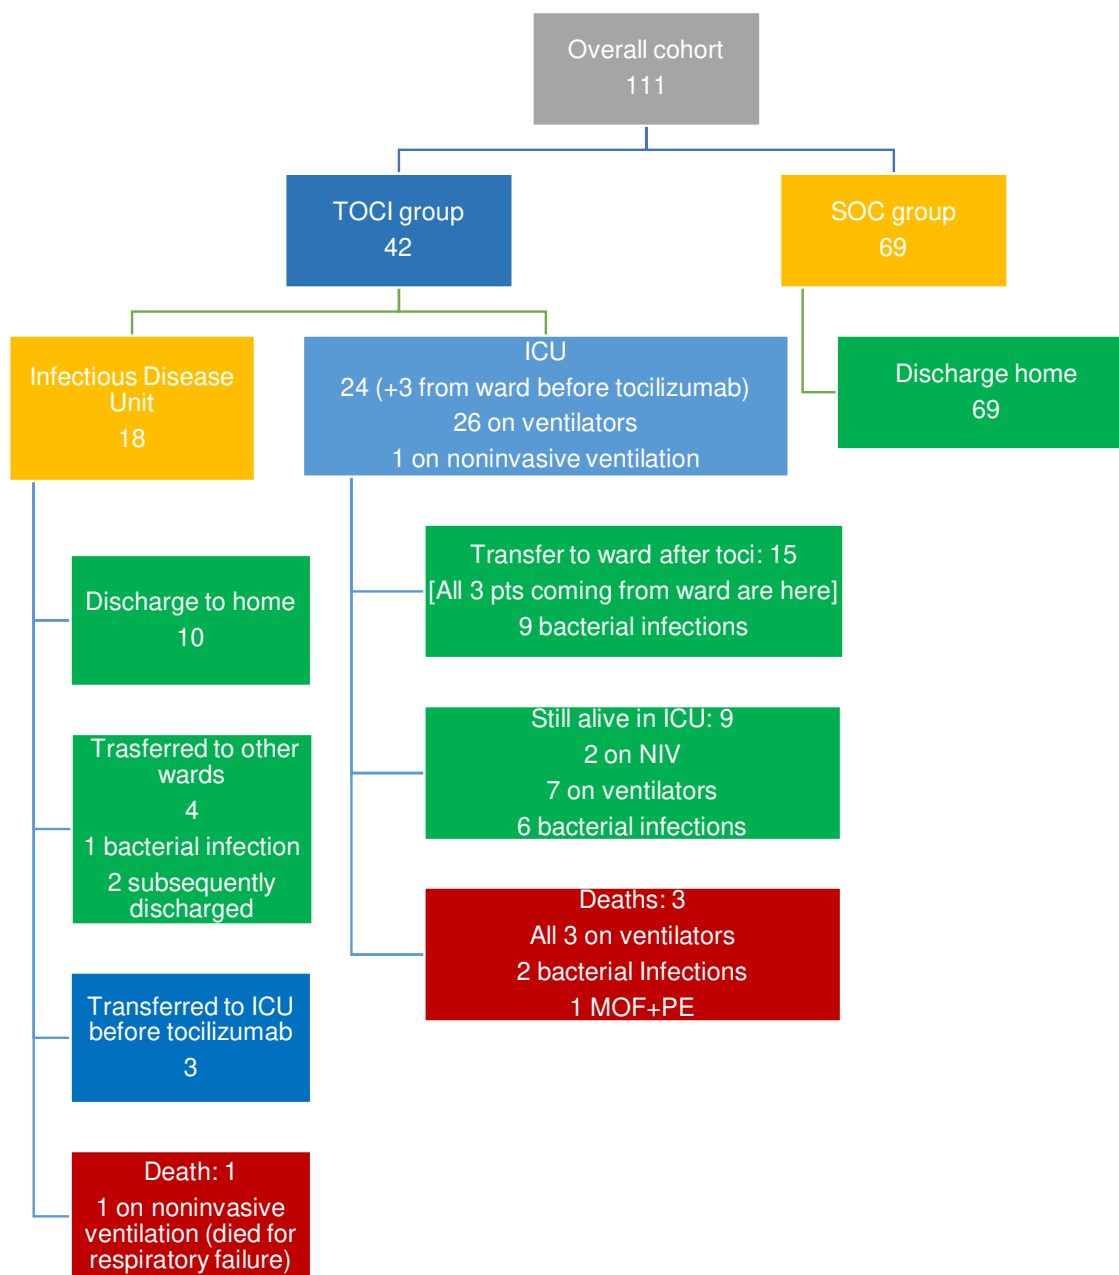 Overall cohort
111
TOCI group
42
SOC group
69
Infectious Disease
Unit
18
ICU
24 (+3 from ward before tocilizumab)
26 on ventilators
1 on noninvasive ventilation
Discharge home
69
Discharge to home
10
Trasferred to other
wards
4
1 bacterial infection
2 subsequently
discharged
Transferred to ICU
before tocilizumab
3
Death: 1
1 on noninvasive
ventilation (died for
respiratory failure)
Transfer to ward after toci: 15
[All 3 pts coming from ward are here]
9 bacterial infections
Still alive in ICU: 9
2 on NIV
7 on ventilators
6 bacterial infections
Deaths: 3
All 3 on ventilators
2 bacterial Infections
1 MOF+PE